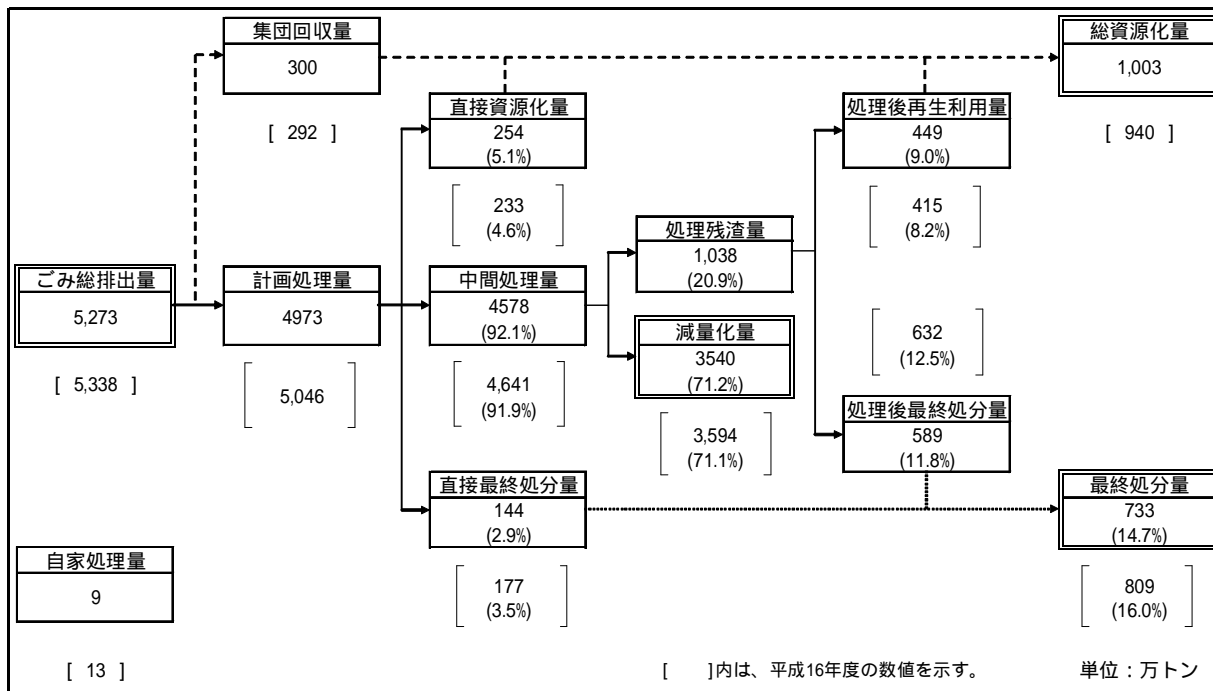 集団回収量
300
[ 292 ]
総資源化量
1,003
[ 940 ]
直接資源化量
254
(5.1%)
233
(4.6%)
処理後再生利用量
449
(9.0%)
415
(8.2%)
ごみ総排出量
5,273
[ 5,338 ]
計画処理量
4973
5,046
中間処理量
4578
(92.1%)
4,641
(91.9%)
処理残渣量
1,038
(20.9%)
減量化量
3540
(71.2%)
3,594
(71.1%)
632
(12.5%)
処理後最終処分量
589
(11.8%)
直接最終処分量
144
(2.9%)
177
(3.5%)
最終処分量
733
(14.7%)
809
(16.0%)
自家処理量
9
[ 13 ]
[ ]内は、平成16年度の数値を示す。
単位：万トン